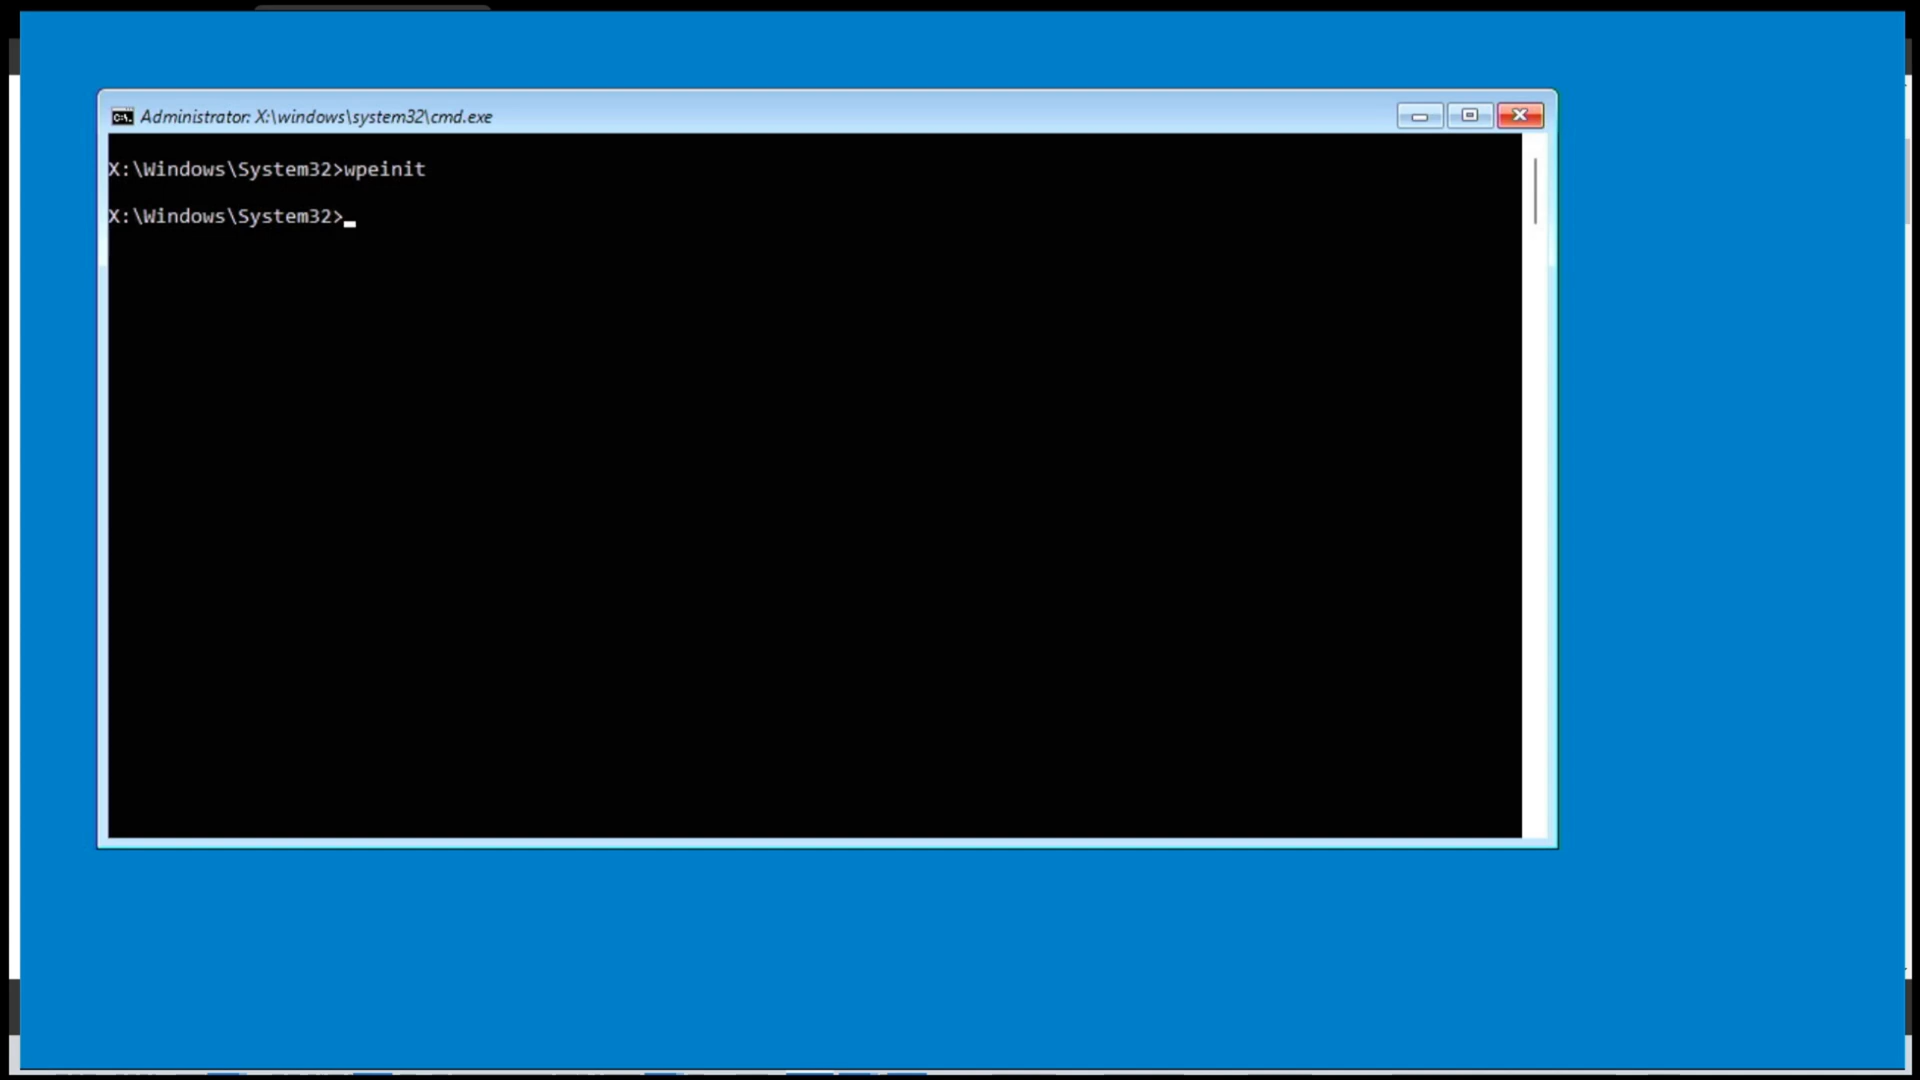 Administrator: X:\windows\system32\cmd.exe
X:\Windows\System32>wpeinit
X:\Windows\System32>